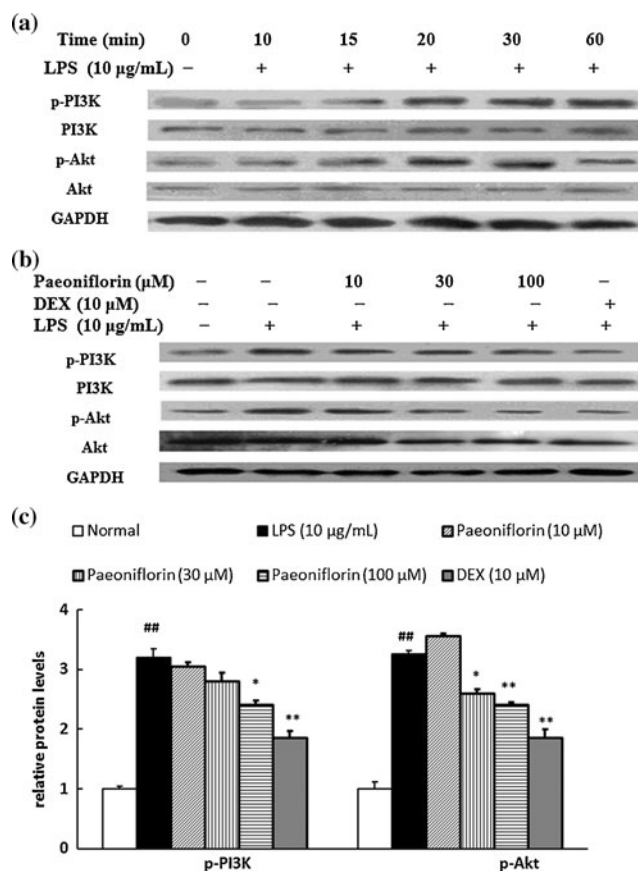 (a)
Time (min) 0 10 15 20 30 60
LPS (10 µg/mL) – + + + + +
p-PI3K
PI3K
p-Akt
Akt
GAPDH
(b)
Paeoniflorin (µM) – – 10 30 100 –
DEX (10 µM) – – – – – +
LPS (10 µg/mL) – + + + + +
p-PI3K
PI3K
p-Akt
Akt
GAPDH
(c)
Normal LPS (10 µg/mL) Paeoniflorin (10 µM)
Paeoniflorin (30 µM) Paeoniflorin (100 µM) DEX (10 µM)
relative protein levels
4
3
2
1
0
## * **
## * ** **
p-PI3K p-Akt